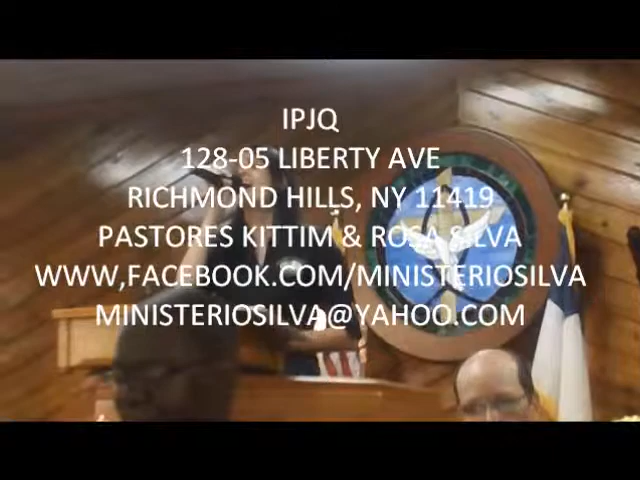 IPJQ
128-05 LIBERTY AVE
RICHMOND HILLS, NY 11419
PASTORES KITTIM & ROSA SILVA
WWW,FACEBOOK.COM/MINISTERIOSILVA
MINISTERIOSILVA@YAHOO.COM